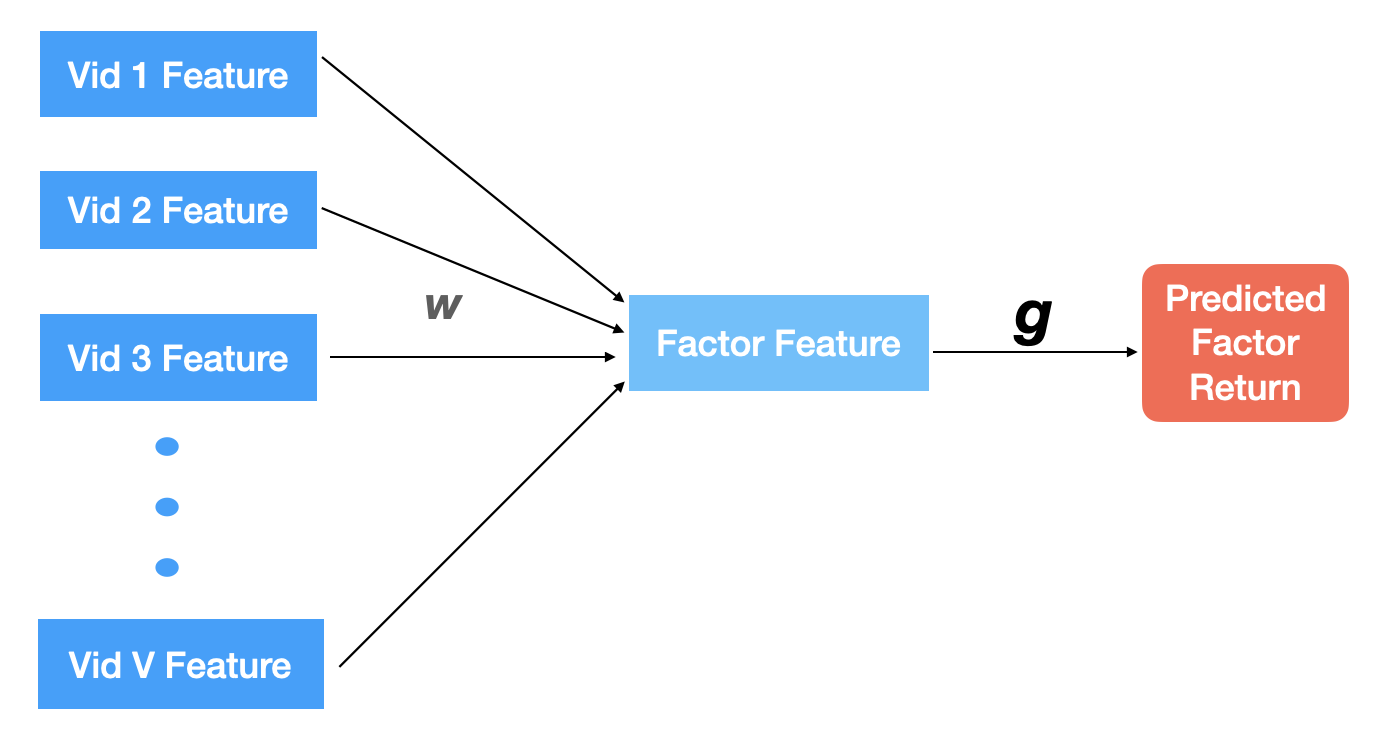 Vid 1 Feature
Vid 2 Feature
w
Vid 3 Feature
Vid V Feature
Factor Feature
g
Predicted
Factor
Return